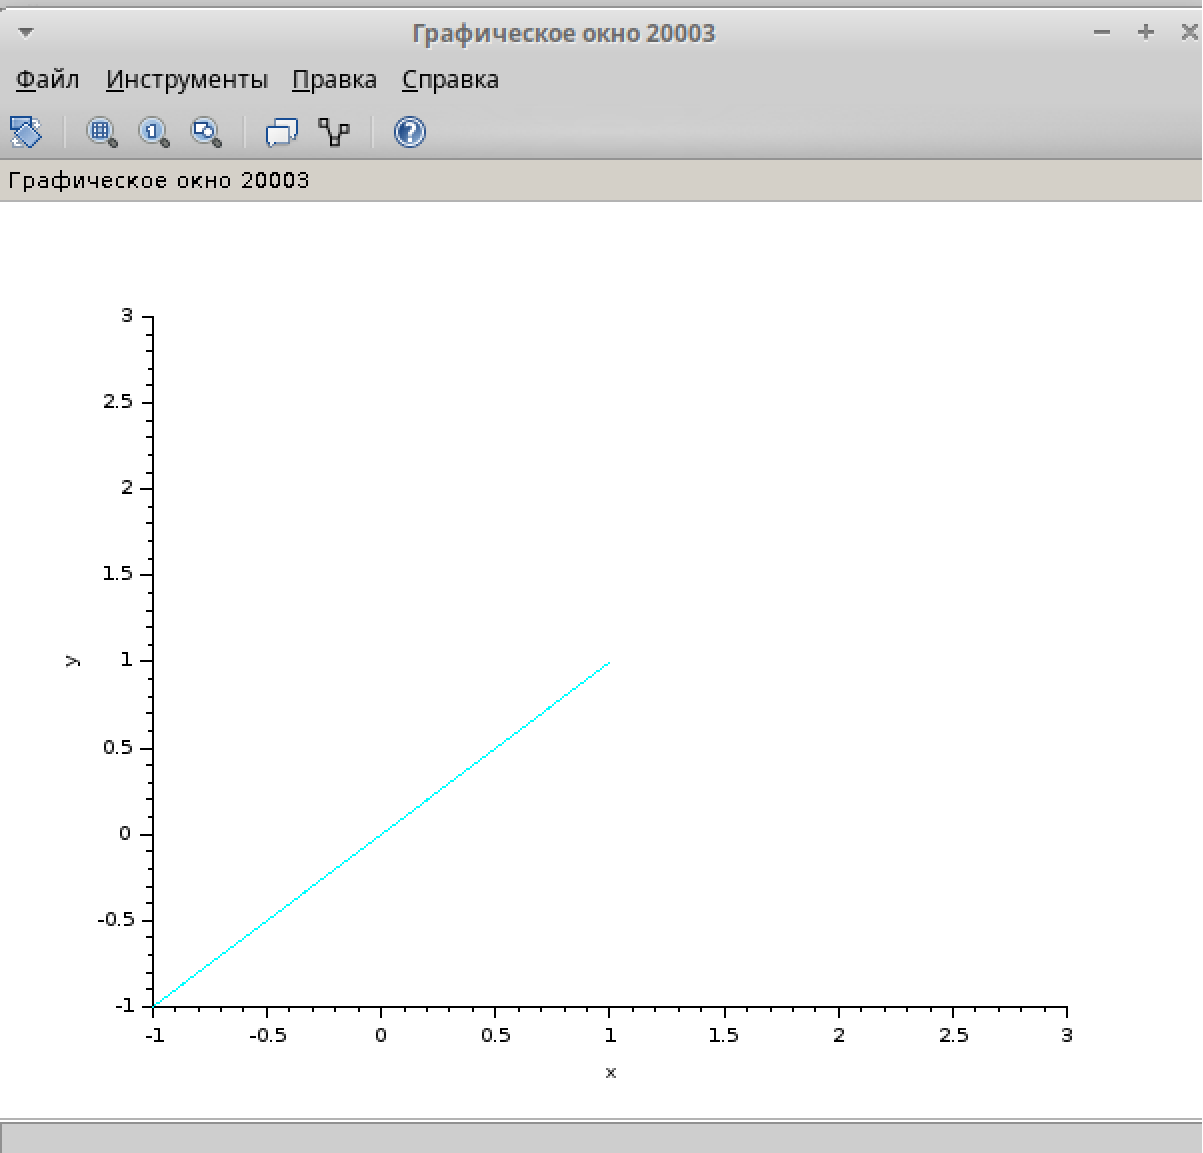 Графическое окно 20003
Файл Инструменты Правка Справка
Графическое окно 20003
3
2.5
2
1.5
1
y
0.5
0
-0.5
-1
-1 -0.5 0 0.5 1 1.5 2 2.5 3
x